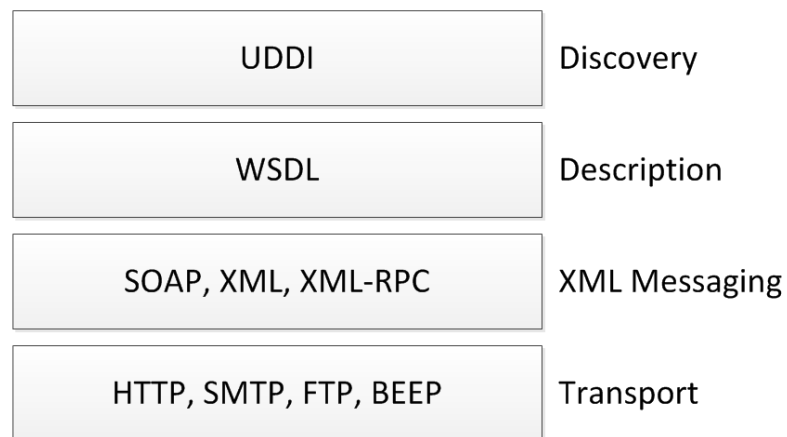 UDDI Discovery
WSDL Description
SOAP, XML, XML-RPC XML Messaging
HTTP, SMTP, FTP, BEEP Transport